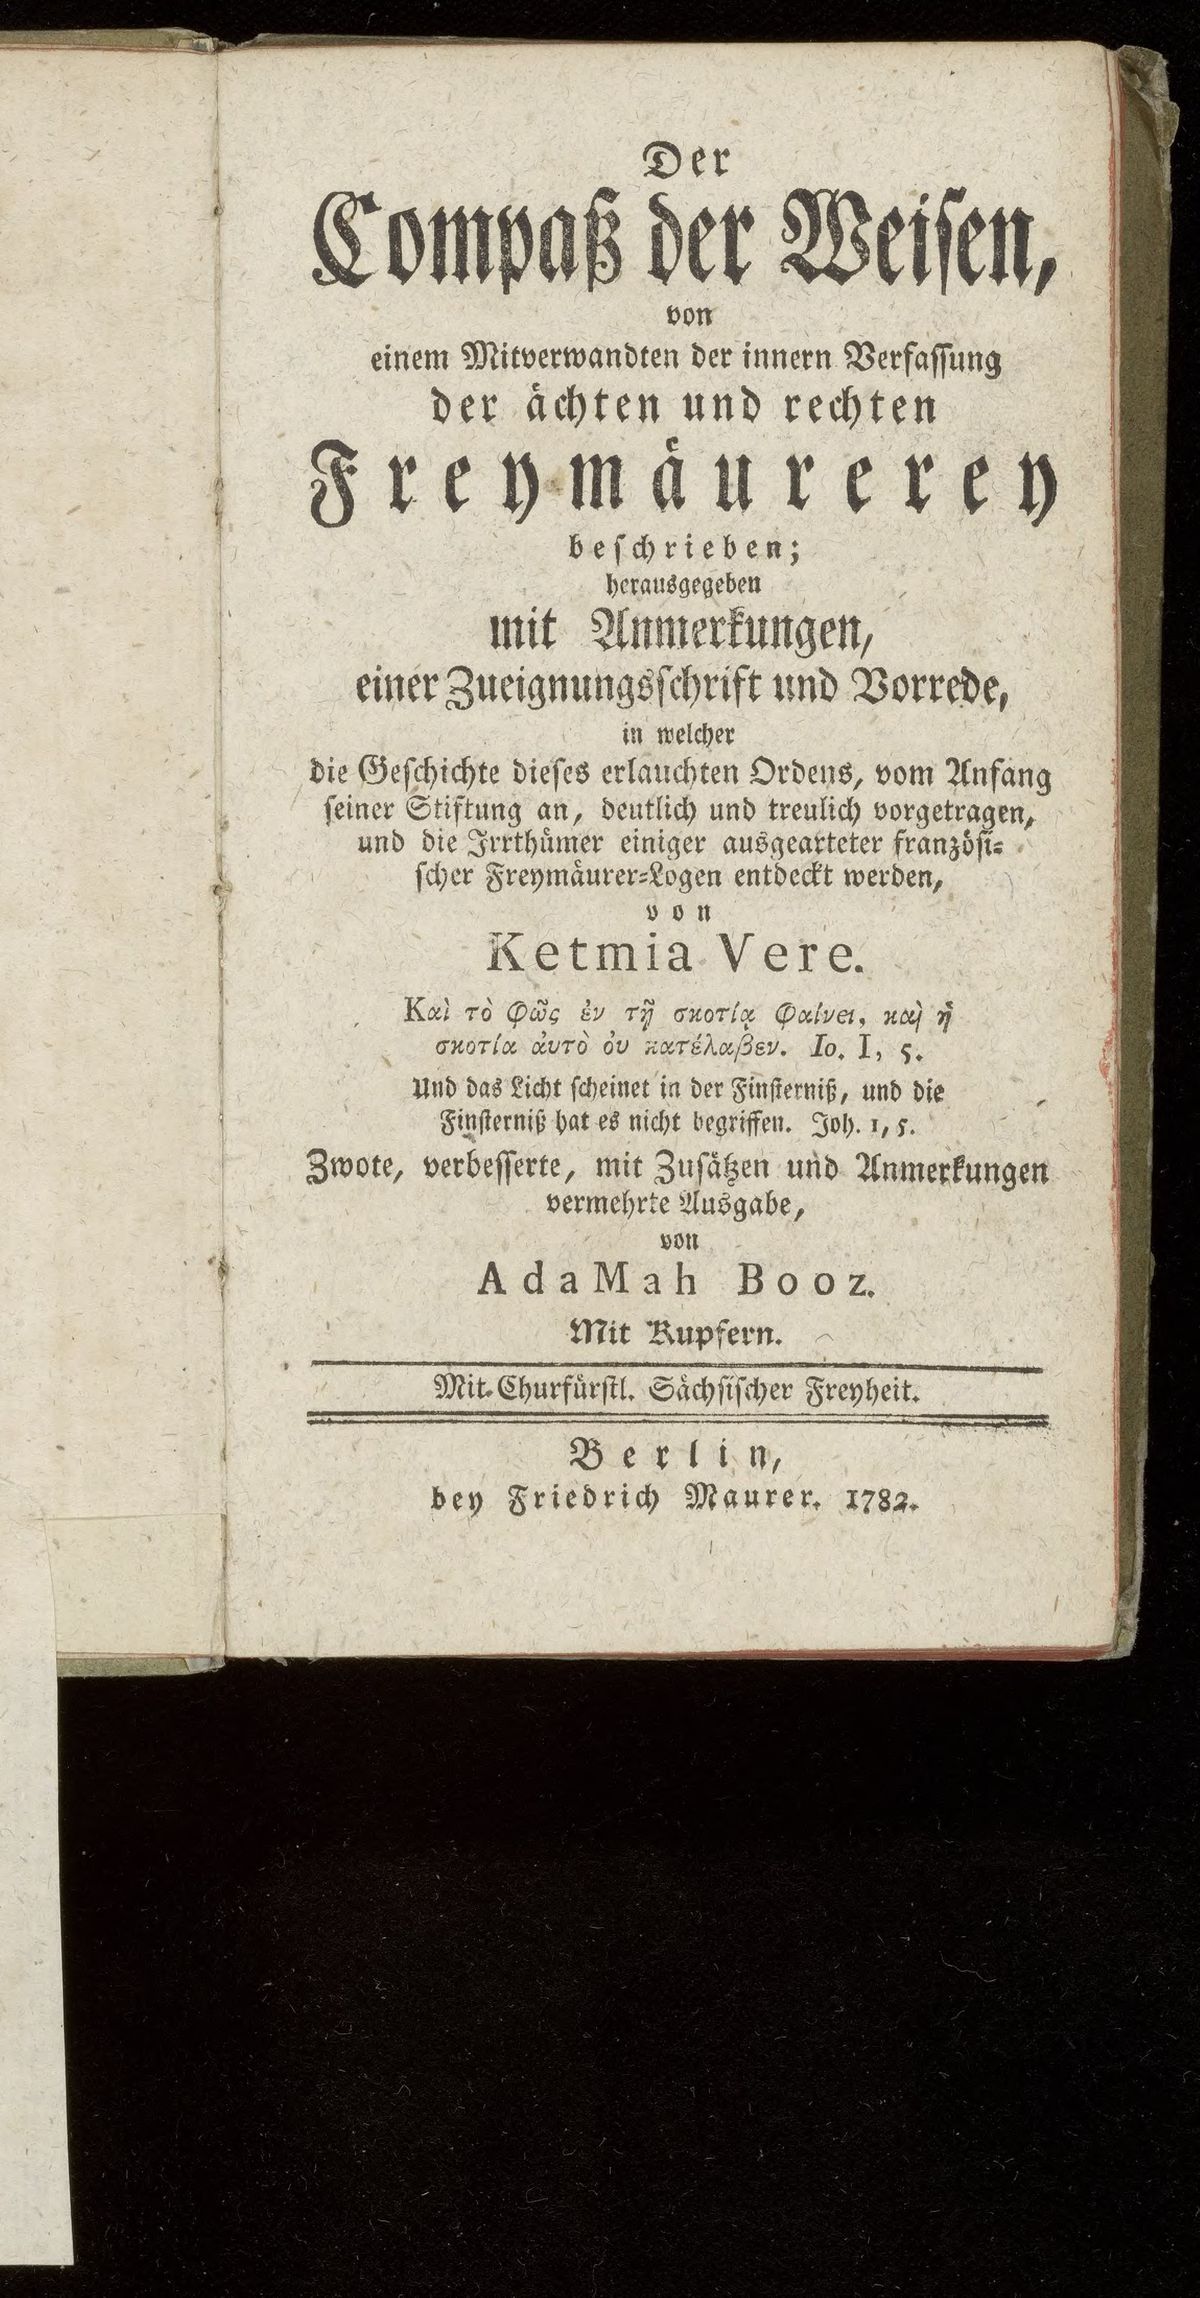 Der
Compaß der Weisen,
von
einem Mitverwandten der innern Verfassung
der ächten und rechten
Freymäurerey
beschrieben;
herausgegeben
mit Anmerkungen,
einer Zueignungsschrift und Vorrede,
in welcher
die Geschichte dieses erlauchten Ordens, vom Anfang
seiner Stiftung an, deutlich und treulich vorgetragen,
und die Irrthümer einiger ausgearteter französi-
scher Freymäurer-Logen entdeckt werden,
von
Ketmia Vere.
Καὶ τὸ φῶς ἐν τῇ σκοτίᾳ φαίνει, καὶ ἡ
σκοτία ἀυτὸ ὀυ κατέλαβεν. Io. I, 5.
Und das Licht scheinet in der Finsterniß, und die
Finsterniß hat es nicht begriffen. Joh. 1, 5.
Zwote, verbesserte, mit Zusätzen und Anmerkungen
vermehrte Ausgabe,
von
AdaMah Booz.
Mit Kupfern.
Mit Churfürstl. Sächsischer Freyheit.
Berlin,
bey Friedrich Maurer. 1782.